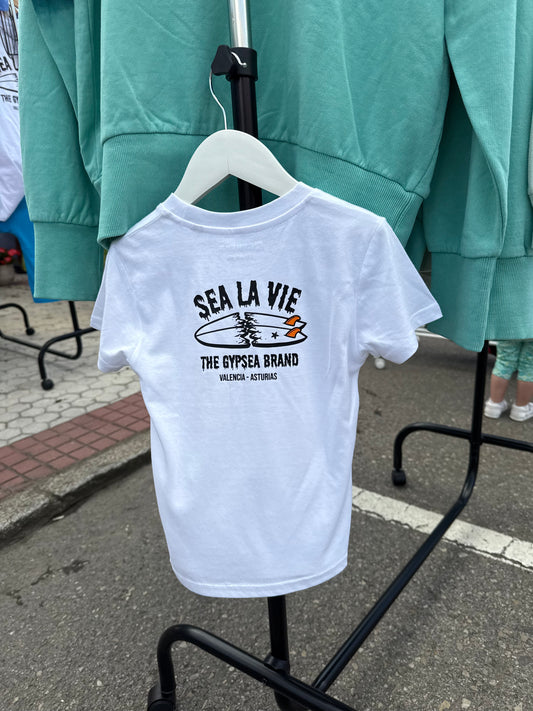 SEA LA VIE
THE GYPSEA BRAND
VALENCIA - ASTURIAS